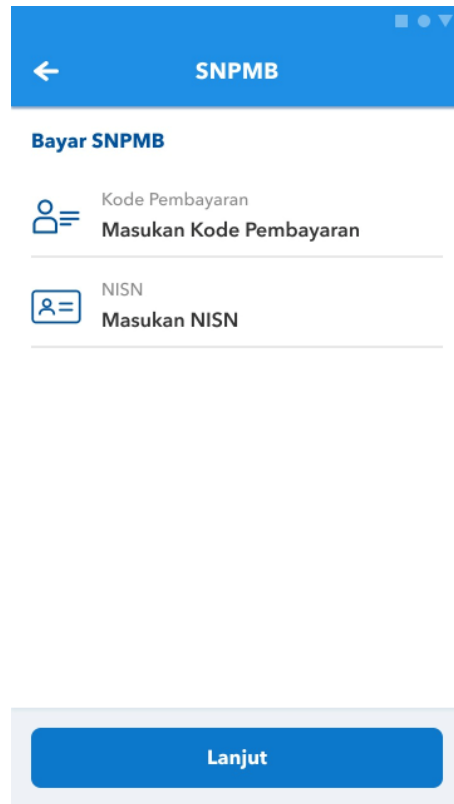 SNPMB
Bayar SNPMB
Kode Pembayaran
Masukan Kode Pembayaran
NISN
Masukan NISN
Lanjut